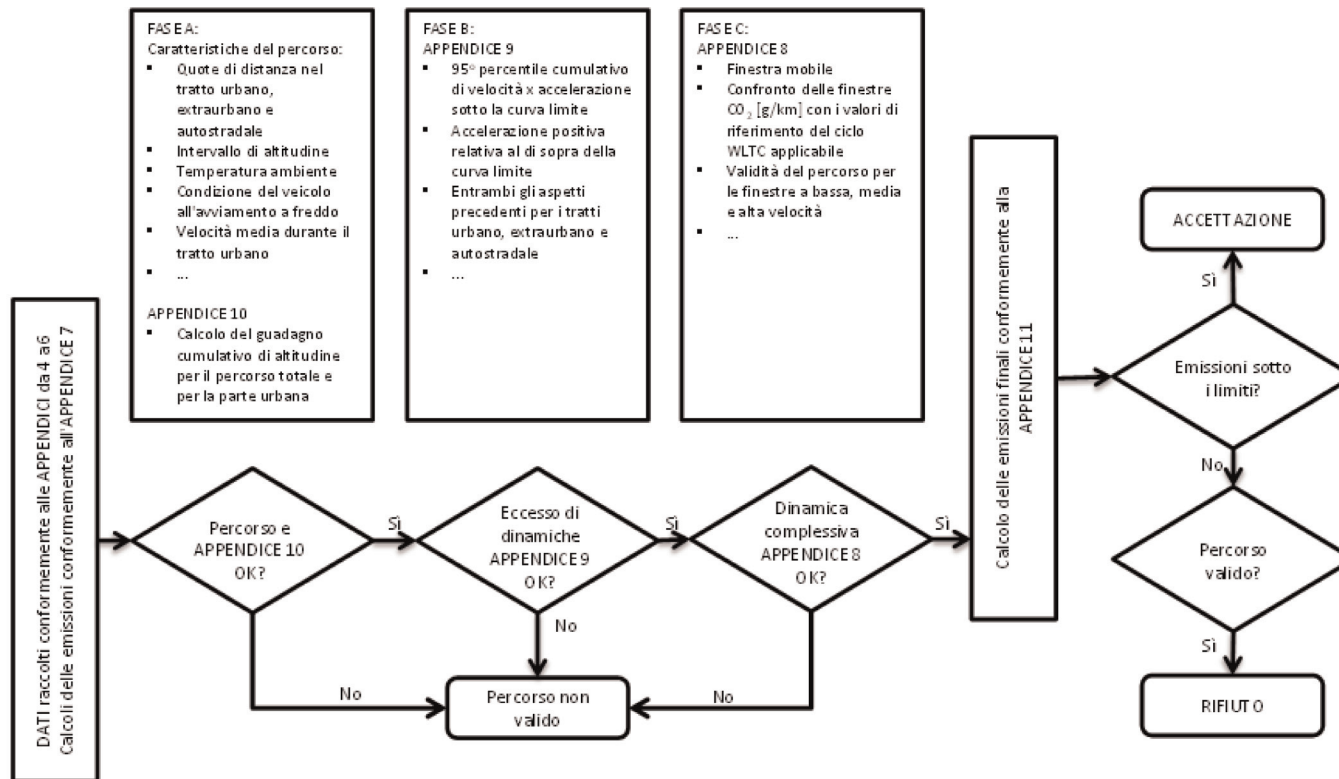 FASE A:
Caratteristiche del percorso:
▪ Quote di distanza nel
tratto urbano,
extraurbano e
autostradale
▪ Intervallo di altitudine
▪ Temperatura ambiente
▪ Condizione del veicolo
all'avviamento a freddo
▪ Velocità media durante il
tratto urbano
▪ ...
APPENDICE 10
▪ Calcolo del guadagno
cumulativo di altitudine
per il percorso totale e
per la parte urbana
FASE B:
APPENDICE 9
▪ 95° percentile cumulativo
di velocità x accelerazione
sotto la curva limite
▪ Accelerazione positiva
relativa al di sopra della
curva limite
▪ Entrambi gli aspetti
precedenti per i tratti
urbano, extraurbano e
autostradale
▪ ...
FASE C:
APPENDICE 8
▪ Finestra mobile
▪ Confronto delle finestre
CO₂ [g/km] con i valori di
riferimento del ciclo
WLTC applicabile
▪ Validità del percorso per
le finestre a bassa, media
e alta velocità
▪ ...
DATI raccolti conformemente alle APPENDICI da 4 a 6
Calcoli delle emissioni conformemente all'APPENDICE 7
Percorso e
APPENDICE 10
OK?
Sì
No
Eccesso di
dinamiche
APPENDICE 9
OK?
Sì
No
Dinamica
complessiva
APPENDICE 8
OK?
Sì
No
Percorso non
valido
Calcolo delle emissioni finali conformemente alla
APPENDICE 11
ACCETTAZIONE
Sì
Emissioni sotto
i limiti?
No
Percorso
valido?
Sì
RIFIUTO